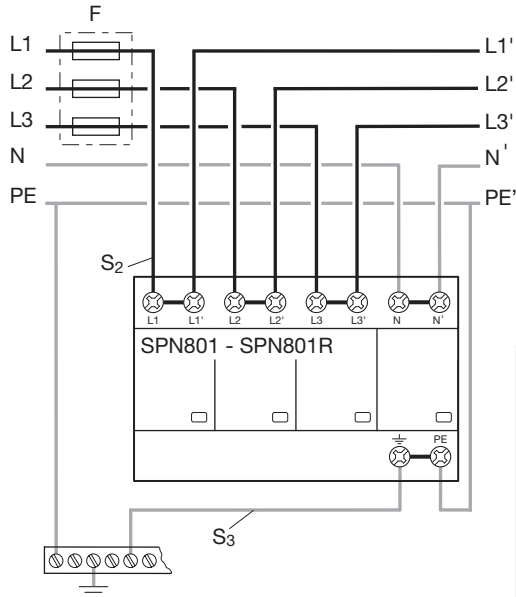 F
L1 L1'
L2 L2'
L3 L3'
N N'
PE PE’
S2
L1 L1' L2 L2' L3 L3' N N'
SPN801 - SPN801R
PE
S3